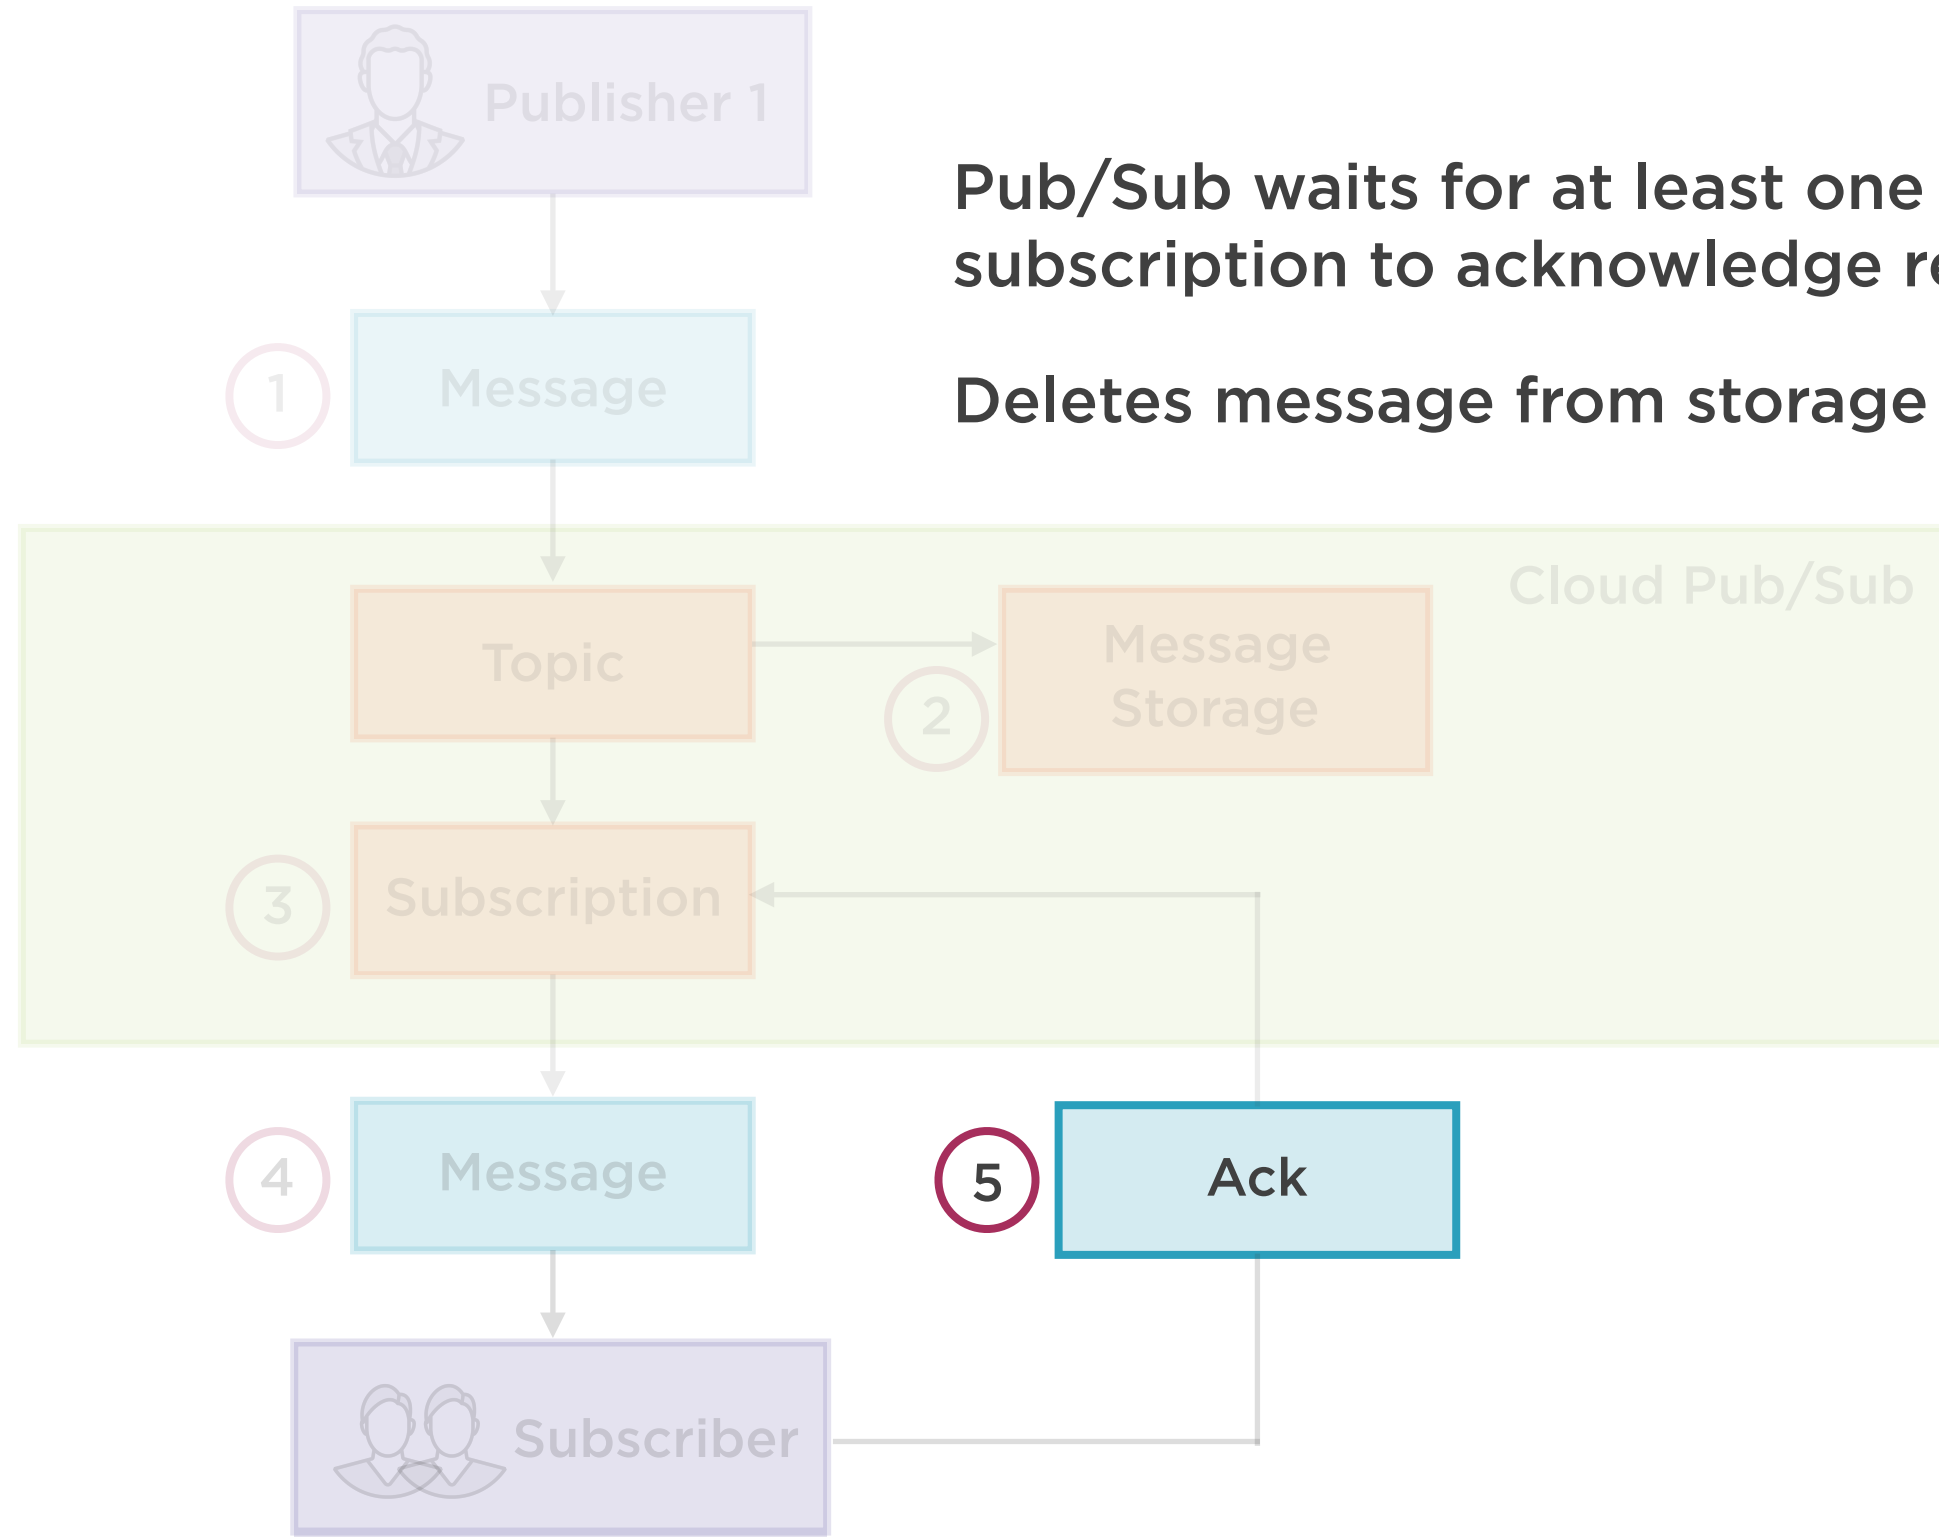 Publisher 1
Pub/Sub waits for at least one
subscription to acknowledge
1
Message
Deletes message from storage
Cloud Pub/Sub
Topic
2
Message
Storage
3
Subscription
4
Message
5
Ack
Subscriber